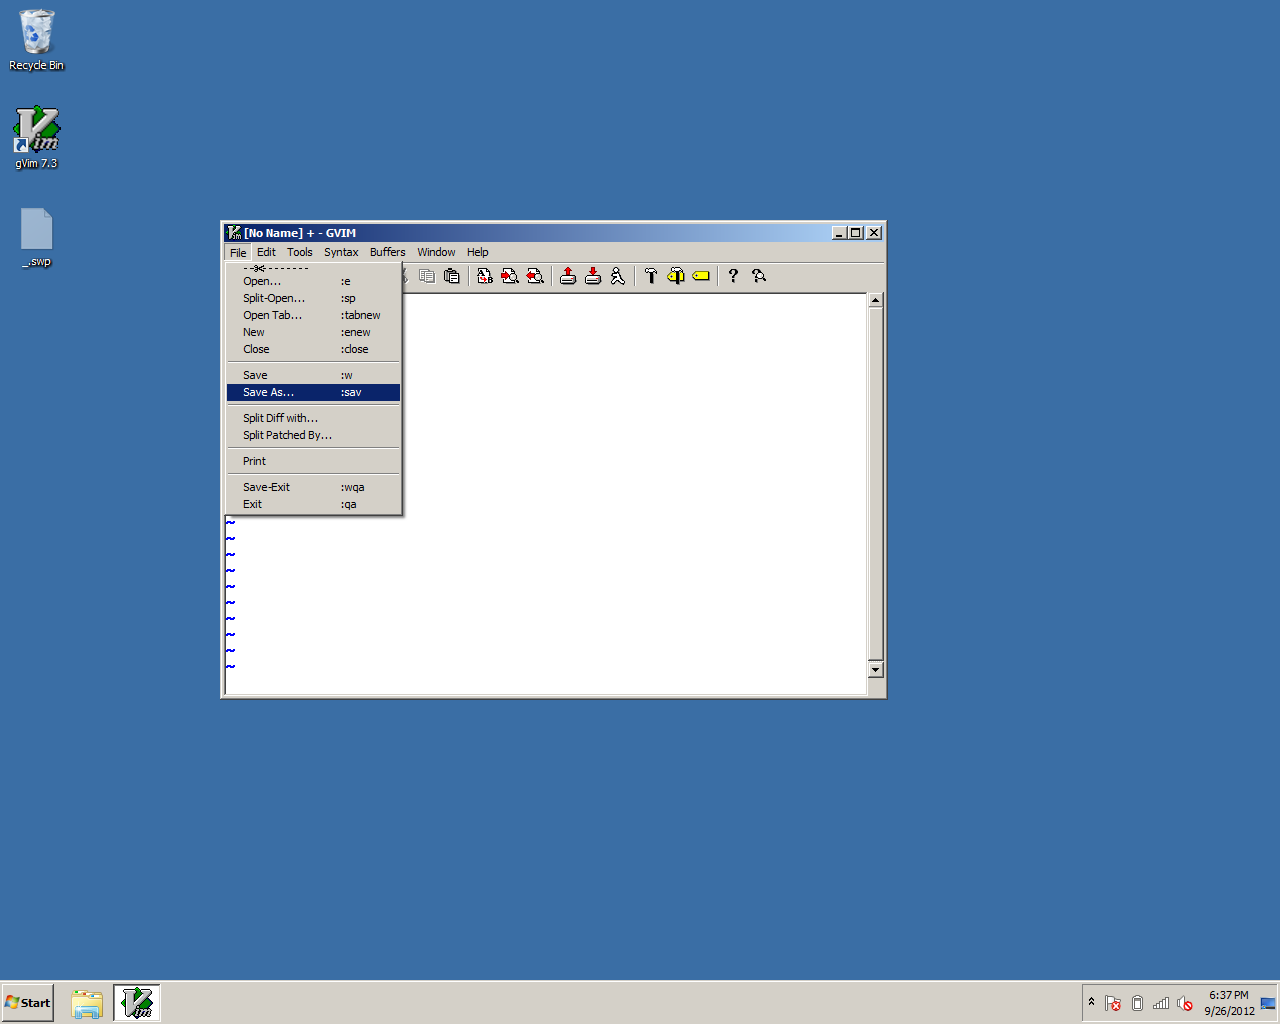 Recycle Bin
gVim 7.3
_.swp
[No Name] + - GVIM
File Edit Tools Syntax Buffers Window Help
Open... :e
Split-Open... :sp
Open Tab... :tabnew
New :enew
Close :close
Save :w
Save As... :sav
Split Diff with...
Split Patched By...
Print
Save-Exit :wqa
Exit :qa
~
~
~
~
~
~
~
~
~
~
Start
6:37 PM
9/26/2012